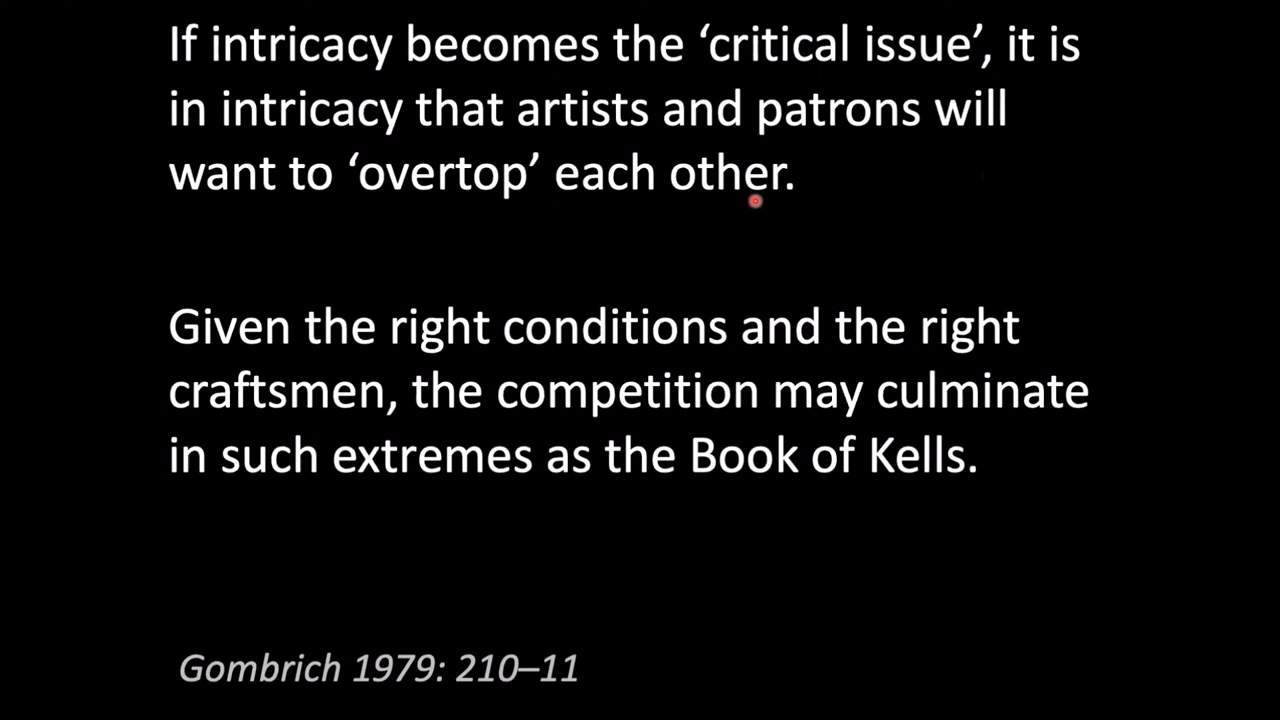 If intricacy becomes the ‘critical issue’, it is
in intricacy that artists and patrons will
want to ‘overtop’ each other.
Given the right conditions and the right
craftsmen, the competition may culminate
in such extremes as the Book of Kells.
Gombrich 1979: 210–11